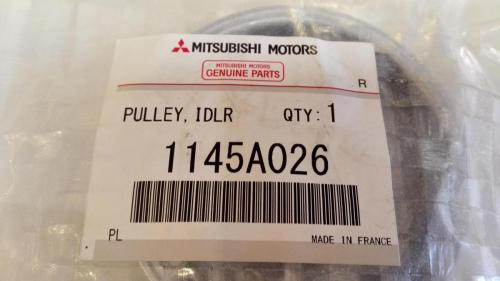 MITSUBISHI MOTORS
MITSUBISHI MOTORS
GENUINE PARTS
R
PULLEY, IDLR QTY: 1
1145A026
PL MADE IN FRANCE